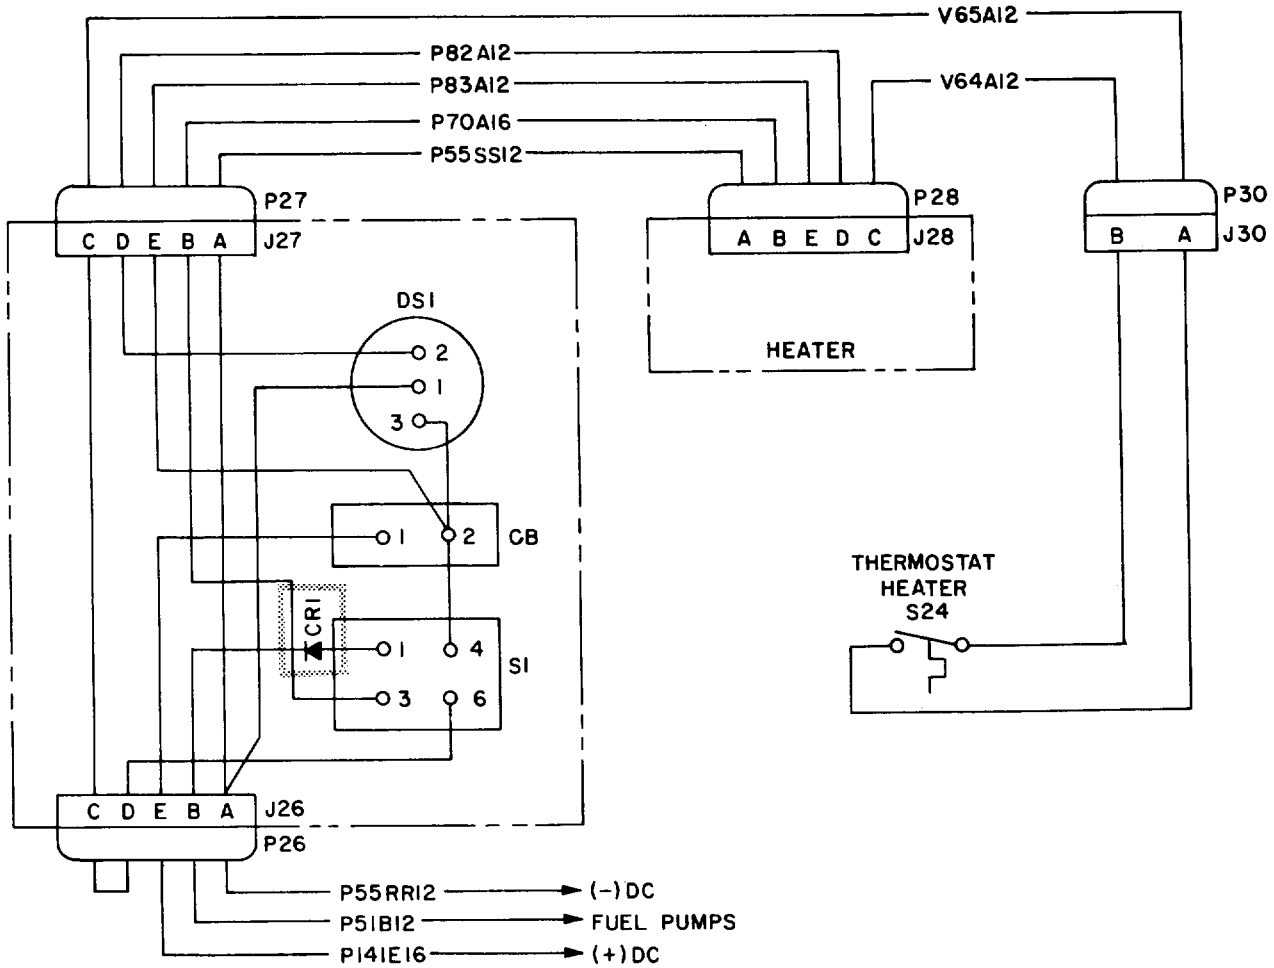 V65A12
P82A12
P83A12
V64A12
P70A16
P55SS12
P27
P28
P30
C D E B A
J27
A B E D C
J28
B A
J30
DS1
HEATER
2
1
3
1
2
CB
THERMOSTAT
HEATER
S24
CR1
1
4
S1
3
6
C D E B A
J26
P26
P55RR12
(-)DC
P51B12
FUEL PUMPS
P141E16
(+)DC